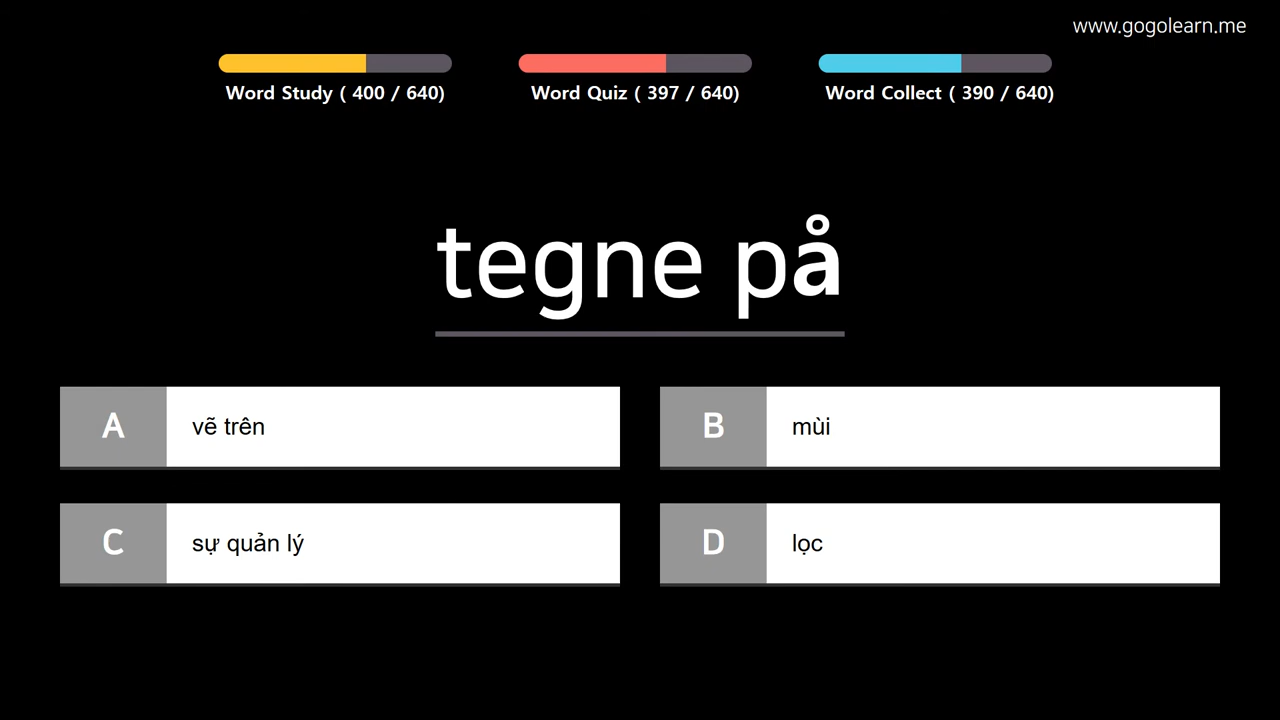 www.gogolearn.me
Word Study ( 400 / 640)
Word Quiz ( 397 / 640)
Word Collect ( 390 / 640)
tegne på
A vẽ trên
B mùi
C sự quản lý
D lọc